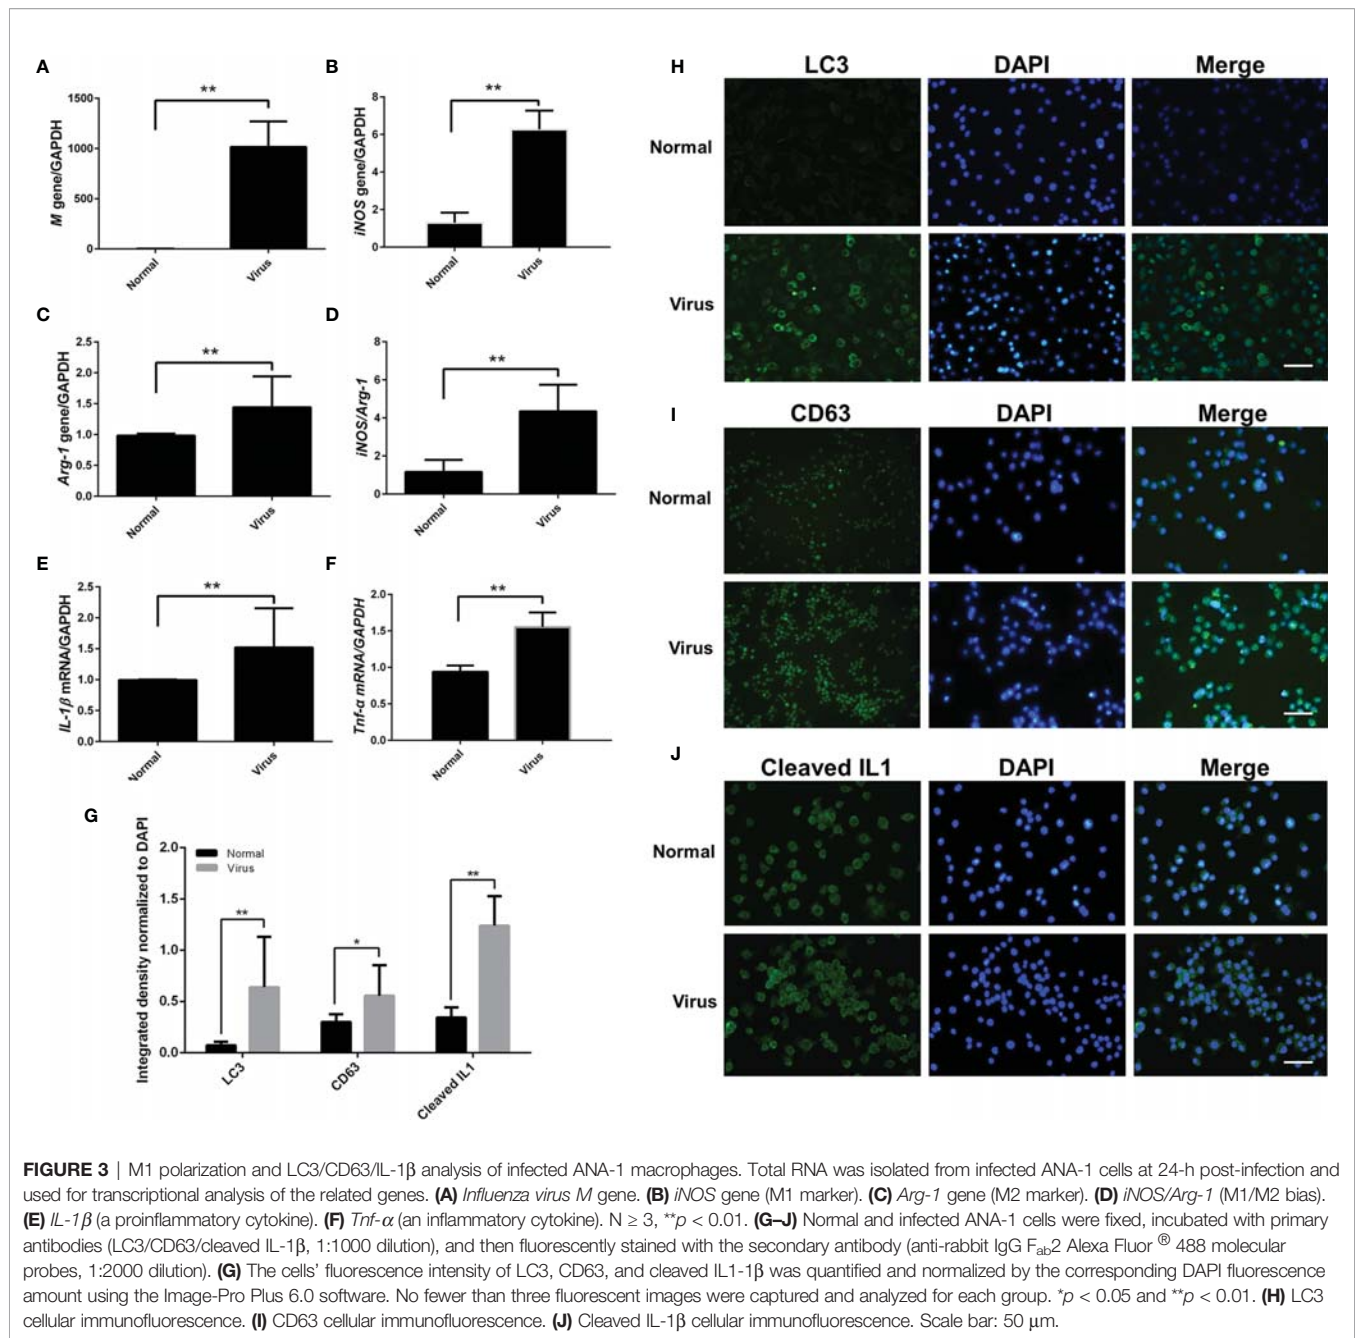 A
**
M gene/GAPDH
1500
1000
500
0
Normal
Virus
B
**
iNOS gene/GAPDH
8
6
4
2
0
Normal
Virus
C
**
Arg-1 gene/GAPDH
2.5
2.0
1.5
1.0
0.5
0.0
Normal
Virus
D
**
iNOS/Arg-1
8
6
4
2
0
Normal
Virus
E
**
IL-1β mRNA/GAPDH
2.5
2.0
1.5
1.0
0.5
0.0
Normal
Virus
F
**
Tnf-α mRNA/GAPDH
2.0
1.5
1.0
0.5
0.0
Normal
Virus
G
Integrated density normalized to DAPI
2.0
1.5
1.0
0.5
0.0
Normal
Virus
**
*
**
LC3
CD63
Cleaved IL1
H
LC3 DAPI Merge
Normal
Virus
I
CD63 DAPI Merge
Normal
Virus
J
Cleaved IL1 DAPI Merge
Normal
Virus
FIGURE 3 | M1 polarization and LC3/CD63/IL-1β analysis of infected ANA-1 macrophages. Total RNA was isolated from infected ANA-1 cells at 24-h post-infection and
used for transcriptional analysis of the related genes. (A) Influenza virus M gene. (B) iNOS gene (M1 marker). (C) Arg-1 gene (M2 marker). (D) iNOS/Arg-1 (M1/M2 bias).
(E) IL-1β (a proinflammatory cytokine). (F) Tnf-α (an inflammatory cytokine). N ≥ 3, **p < 0.01. (G–J) Normal and infected ANA-1 cells were fixed, incubated with primary
antibodies (LC3/CD63/cleaved IL-1β, 1:1000 dilution), and then fluorescently stained with the secondary antibody (anti-rabbit IgG Fab2 Alexa Fluor ® 488 molecular
probes, 1:2000 dilution). (G) The cells’ fluorescence intensity of LC3, CD63, and cleaved IL1-1β was quantified and normalized by the corresponding DAPI fluorescence
amount using the Image-Pro Plus 6.0 software. No fewer than three fluorescent images were captured and analyzed for each group. *p < 0.05 and **p < 0.01. (H) LC3
cellular immunofluorescence. (I) CD63 cellular immunofluorescence. (J) Cleaved IL-1β cellular immunofluorescence. Scale bar: 50 μm.